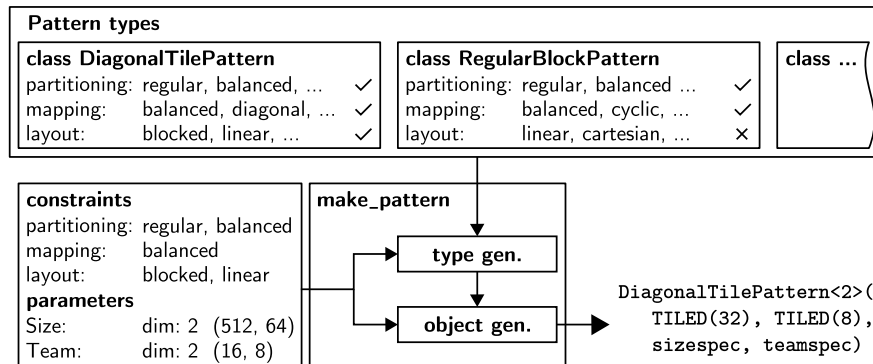 Pattern types
class DiagonalTilePattern
partitioning: regular, balanced, ... ✓
mapping: balanced, diagonal, ... ✓
layout: blocked, linear, ... ✓
class RegularBlockPattern
partitioning: regular, balanced ... ✓
mapping: balanced, cyclic, ... ✓
layout: linear, cartesian, ... ×
class ...
constraints
partitioning: regular, balanced
mapping: balanced
layout: blocked, linear
parameters
Size: dim: 2 (512, 64)
Team: dim: 2 (16, 8)
make_pattern
type gen.
object gen.
DiagonalTilePattern<2>(
TILED(32), TILED(8),
sizespec, teamspec)